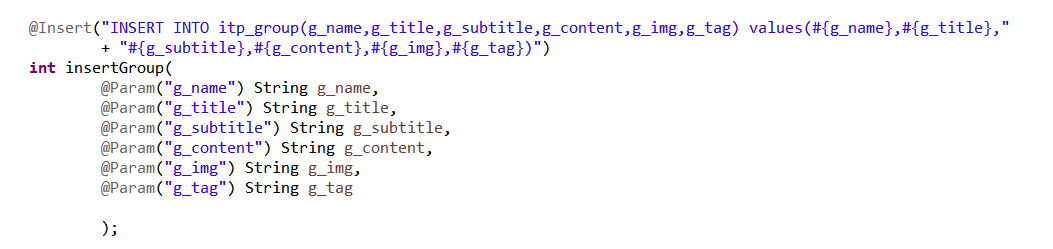 @Insert("INSERT INTO itp_group(g_name,g_title,g_subtitle,g_content,g_img,g_tag) values(#{g_name},#{g_title},"
+ "#{g_subtitle},#{g_content},#{g_img},#{g_tag})")
int insertGroup(
@Param("g_name") String g_name,
@Param("g_title") String g_title,
@Param("g_subtitle") String g_subtitle,
@Param("g_content") String g_content,
@Param("g_img") String g_img,
@Param("g_tag") String g_tag
);